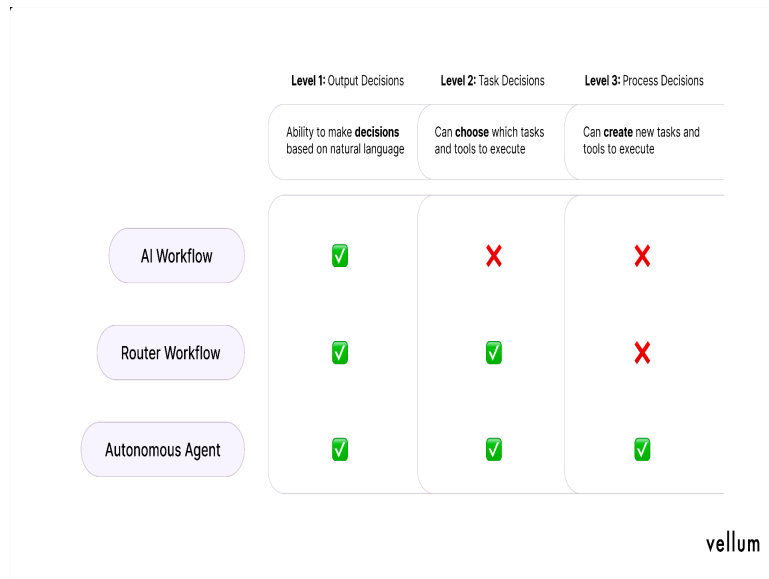 Level 1: Output Decisions
Level 2: Task Decisions
Level 3: Process Decisions
Ability to make decisions
based on natural language
Can choose which tasks
and tools to execute
Can create new tasks and
tools to execute
AI Workflow
Router Workflow
Autonomous Agent
vellum